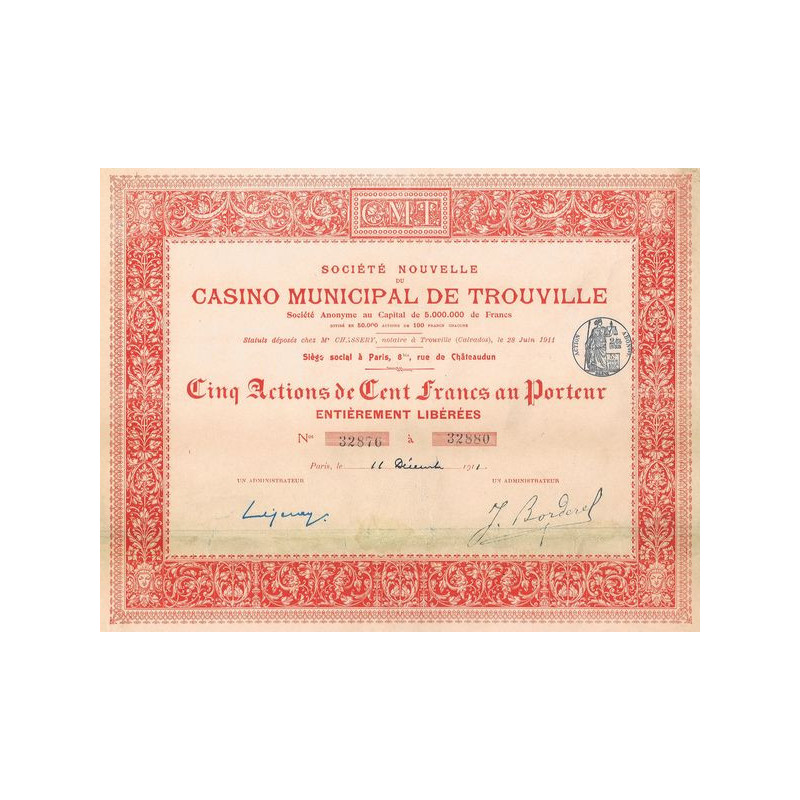 C.M.T.
SOCIÉTÉ NOUVELLE
DU
CASINO MUNICIPAL DE TROUVILLE
Société Anonyme au Capital de 5.000.000 de Francs
DIVISÉ EN 50.000 ACTIONS DE 100 FRANCS CHACUNE
Statuts déposés chez Me CHASSERY, notaire à Trouville (Calvados), le 28 Juin 1911
Siège social à Paris, 8bis, rue de Châteaudun
ACTION ABONNÉE
Cinq Actions de Cent Francs au Porteur
ENTIÈREMENT LIBÉRÉES
Nos 32876 à 32880
Paris, le 11 Décembre 1911.
UN ADMINISTRATEUR UN ADMINISTRATEUR
J. Borderel